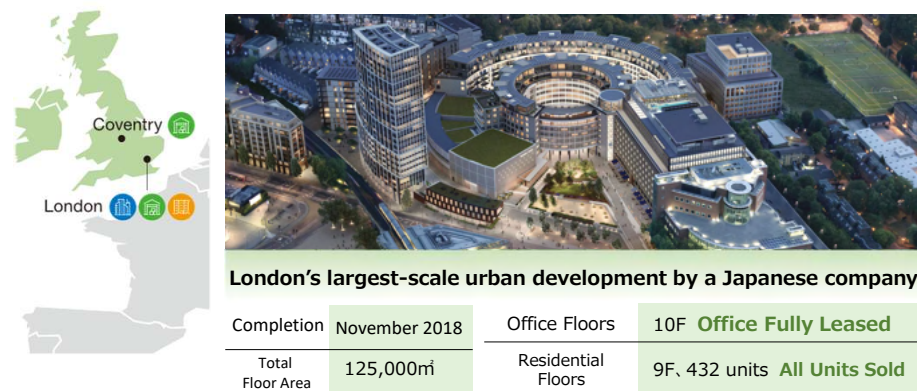 Coventry
London
London’s largest-scale urban development by a Japanese company
Completion November 2018
Total
Floor Area
125,000㎡
Office Floors 10F Office Fully Leased
Residential
Floors
9F、432 units All Units Sold